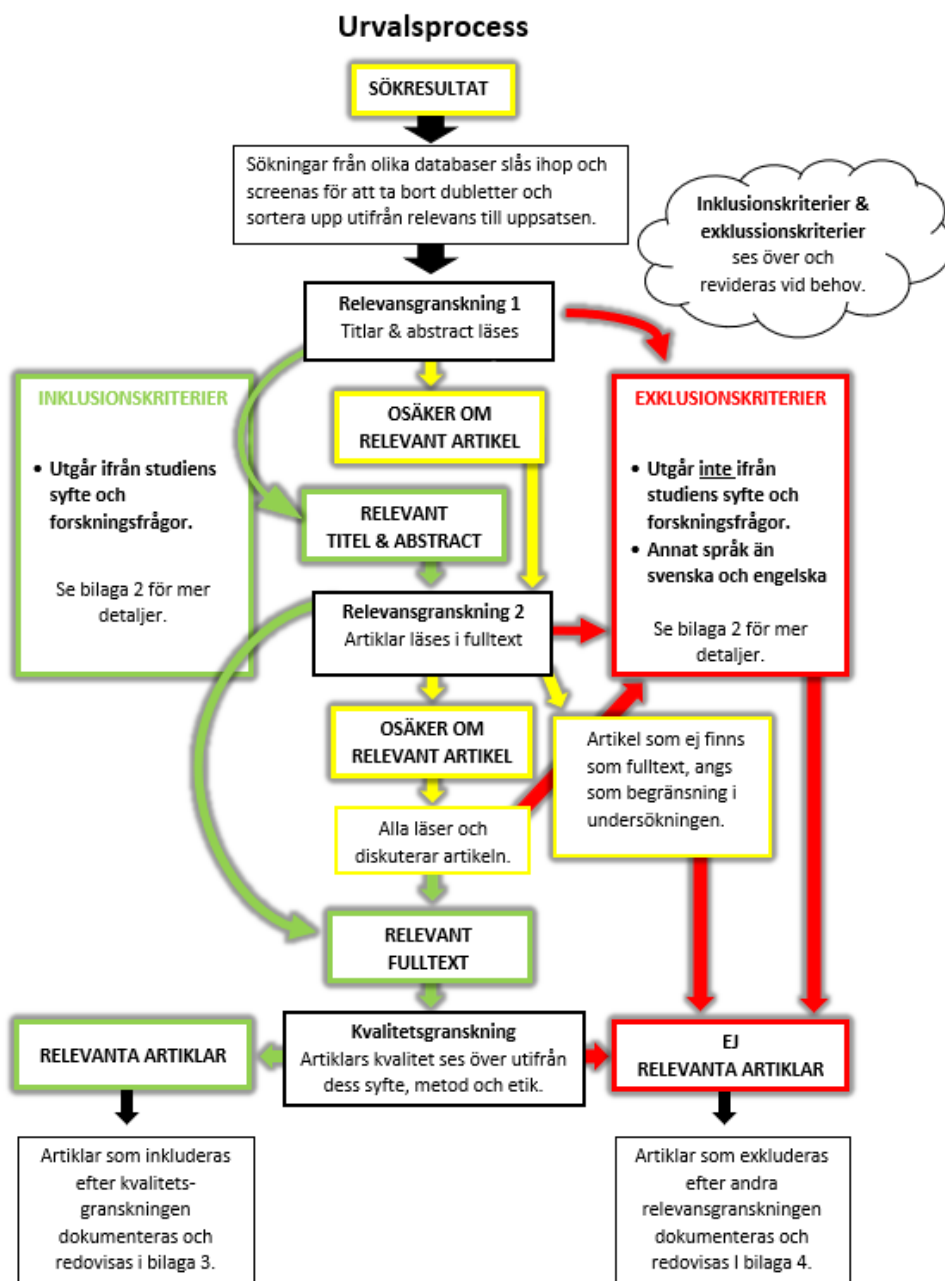 Urvalsprocess
SÖKRESULTAT
Sökningar från olika databaser slås ihop och
screenas för att ta bort dubletter och
sortera upp utifrån relevans till uppsatsen.
Inklusionskriterier &
exklussionskriterier
ses över och
revideras vid behov.
Relevansgranskning 1
Titlar & abstract läses
INKLUSIONSKRITERIER
• Utgår ifrån studiens
syfte och
forskningsfrågor.
Se bilaga 2 för mer
detaljer.
OSÄKER OM
RELEVANT ARTIKEL
EXKLUSIONSKRITERIER
• Utgår inte ifrån
studiens syfte och
forskningsfrågor.
• Annat språk än
svenska och engelska
Se bilaga 2 för mer
detaljer.
RELEVANT
TITEL & ABSTRACT
Relevansgranskning 2
Artiklar läses i fulltext
OSÄKER OM
RELEVANT ARTIKEL
Artikel som ej finns
som fulltext, angs
som begränsning i
undersökningen.
Alla läser och
diskuterar artikeln.
RELEVANT
FULLTEXT
Kvalitetsgranskning
Artiklars kvalitet ses över utifrån
dess syfte, metod och etik.
RELEVANTA ARTIKLAR
EJ
RELEVANTA ARTIKLAR
Artiklar som inkluderas
efter kvalitets-
granskningen
dokumenteras och
redovisas i bilaga 3.
Artiklar som exkluderas
efter andra
relevansgranskningen
dokumenteras och
redovisas I bilaga 4.